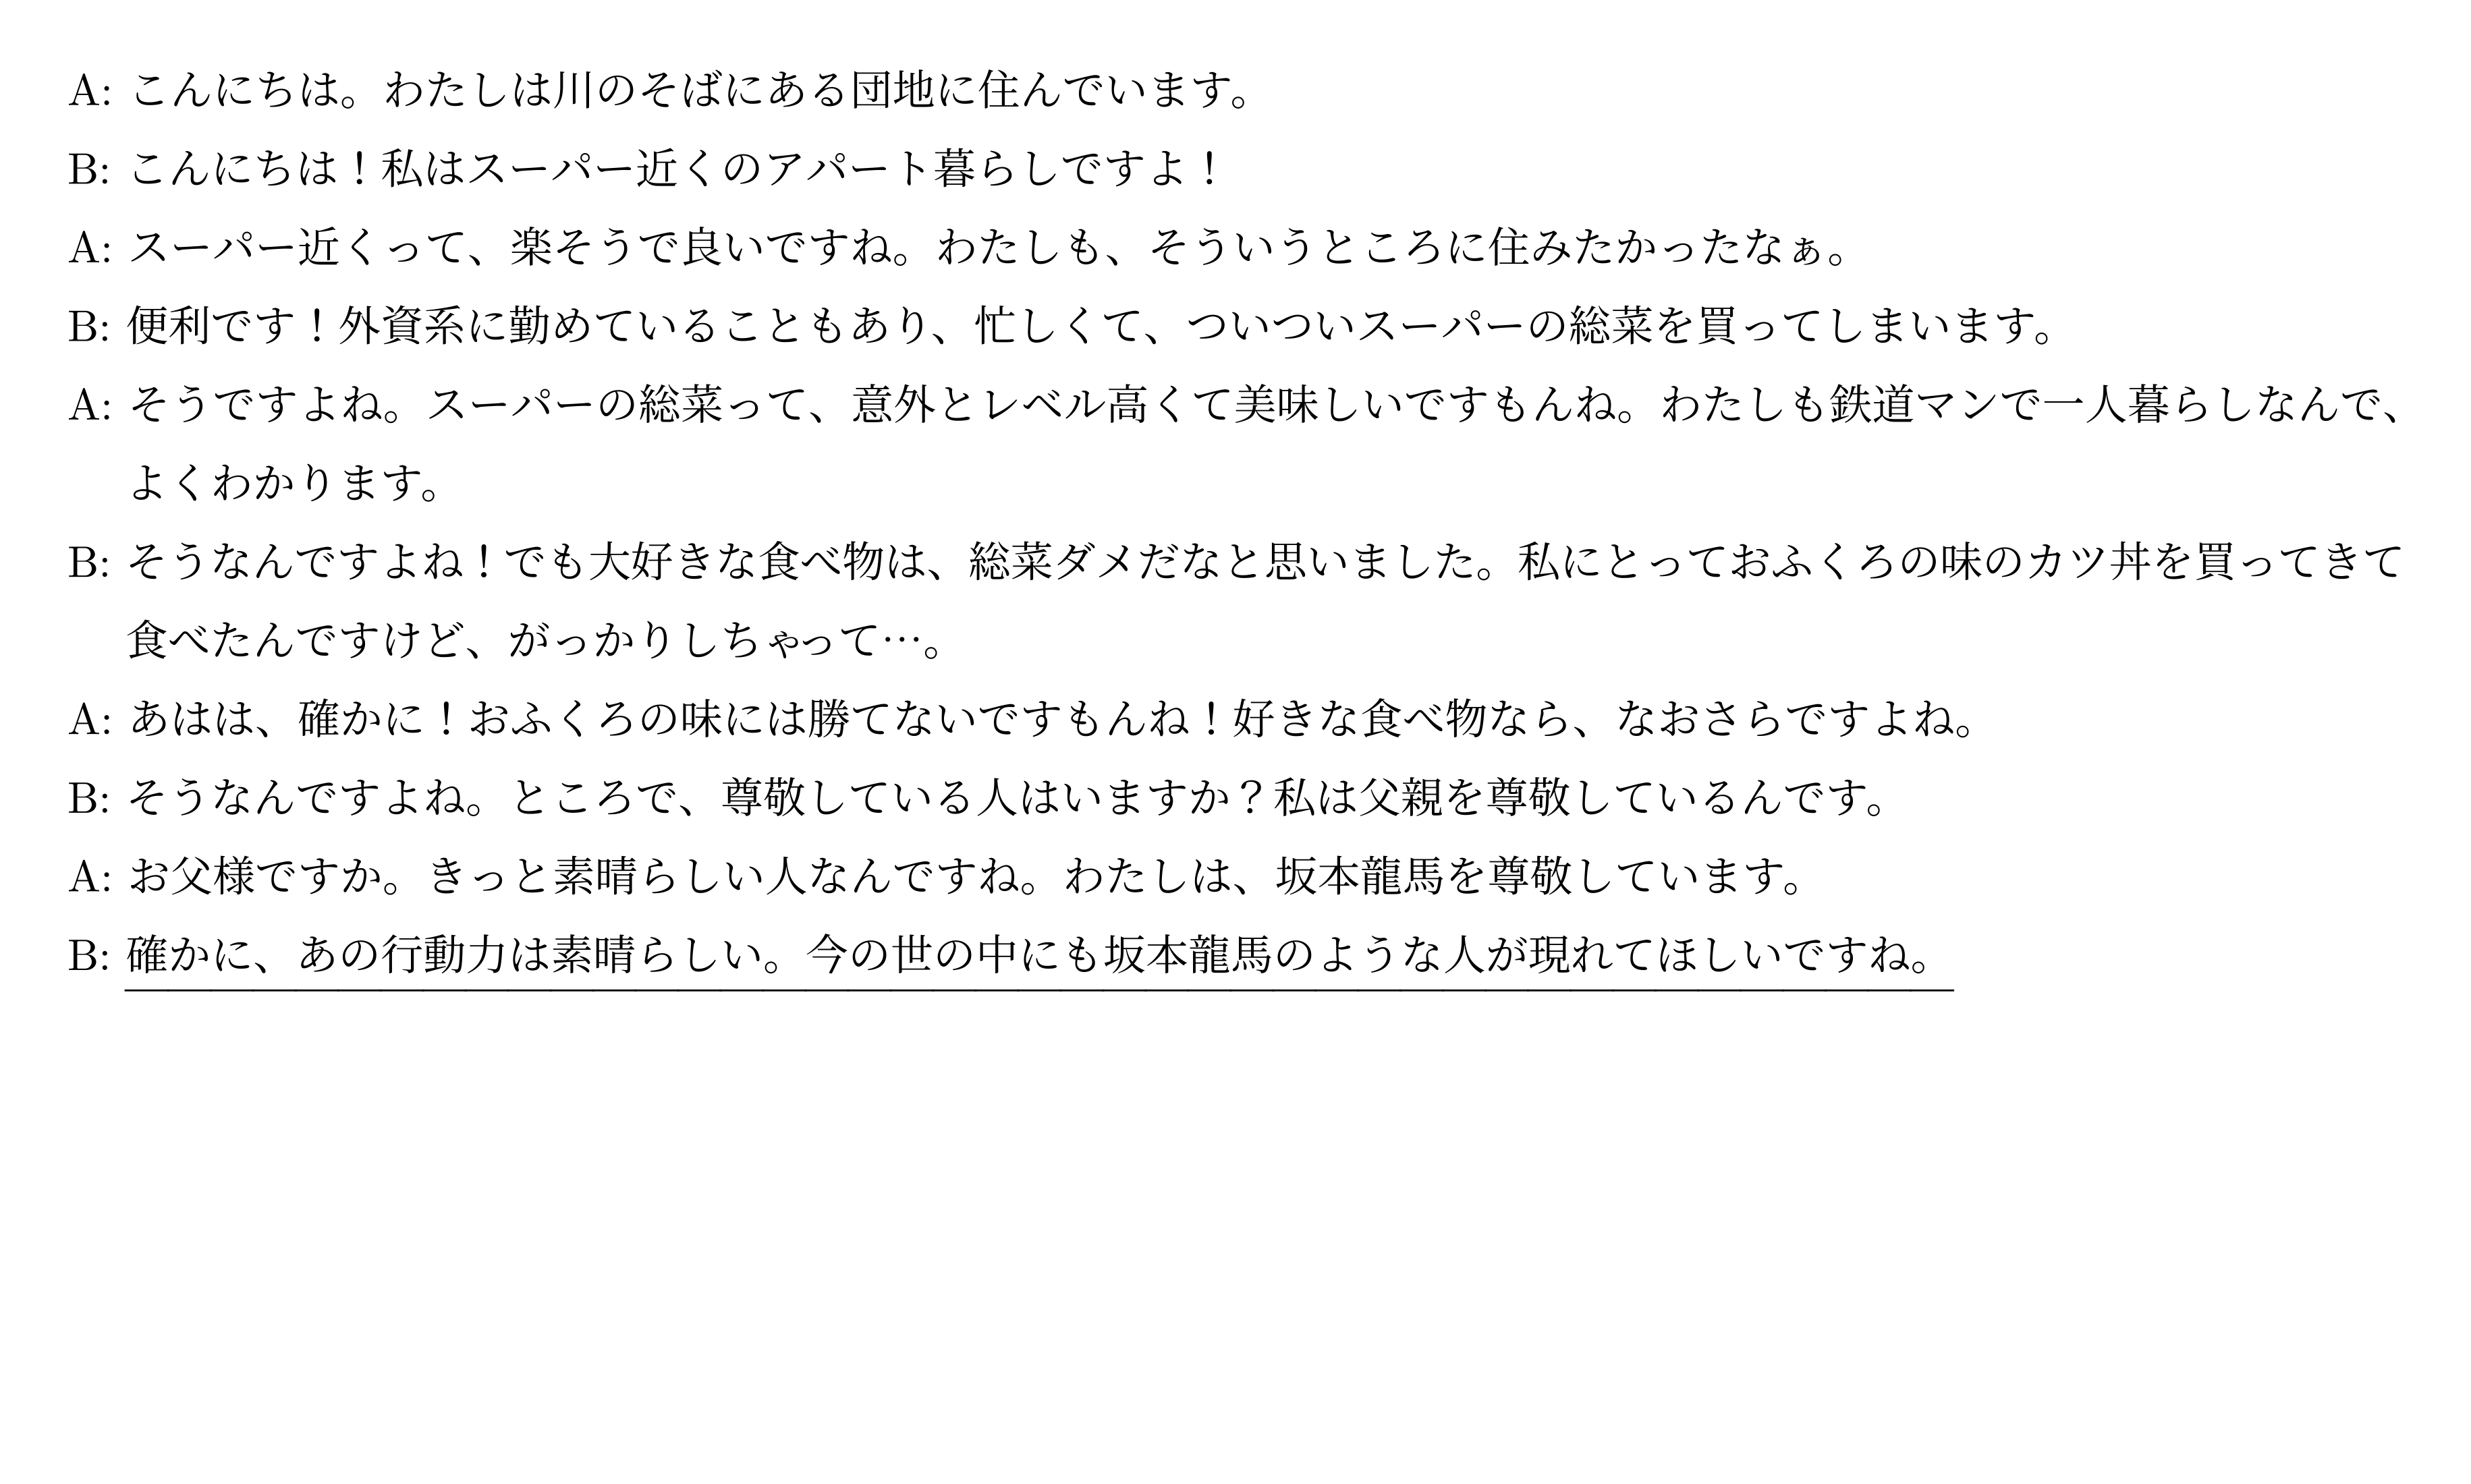 A: こんにちは。わたしは川のそばにある団地に住んでいます。
B: こんにちは！私はスーパー近くのアパート暮らしですよ！
A: スーパー近くって、楽そうで良いですね。わたしも、そういうところに住みたかったなぁ。
B: 便利です！外資系に勤めていることもあり、忙しくて、ついついスーパーの総菜を買ってしまいます。
A: そうですよね。スーパーの総菜って、意外とレベル高くて美味しいですもんね。わたしも鉄道マンで一人暮らしなんで、
よくわかります。
B: そうなんですよね！でも大好きな食べ物は、総菜ダメだなと思いました。私にとっておふくろの味のカツ丼を買ってきて
食べたんですけど、がっかりしちゃって…。
A: あはは、確かに！おふくろの味には勝てないですもんね！好きな食べ物なら、なおさらですよね。
B: そうなんですよね。ところで、尊敬している人はいますか？私は父親を尊敬しているんです。
A: お父様ですか。きっと素晴らしい人なんですね。わたしは、坂本龍馬を尊敬しています。
B: 確かに、あの行動力は素晴らしい。今の世の中にも坂本龍馬のような人が現れてほしいですね。